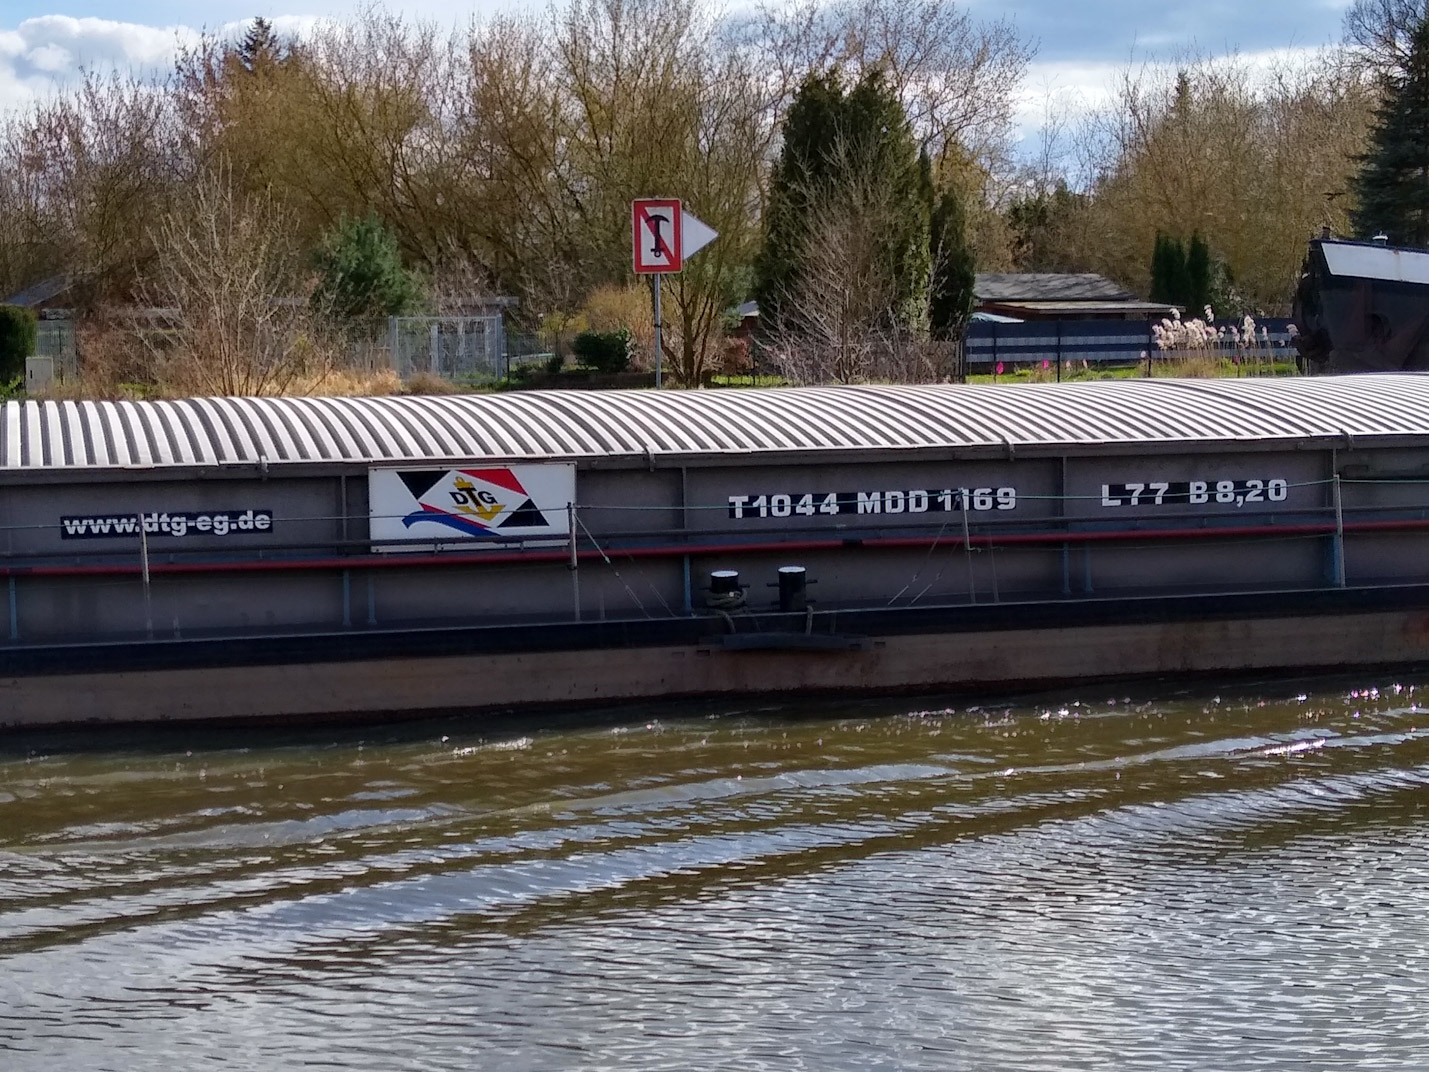 www.dtg-eg.de
DTG
T1044 MDD 1169
L77 B8,20